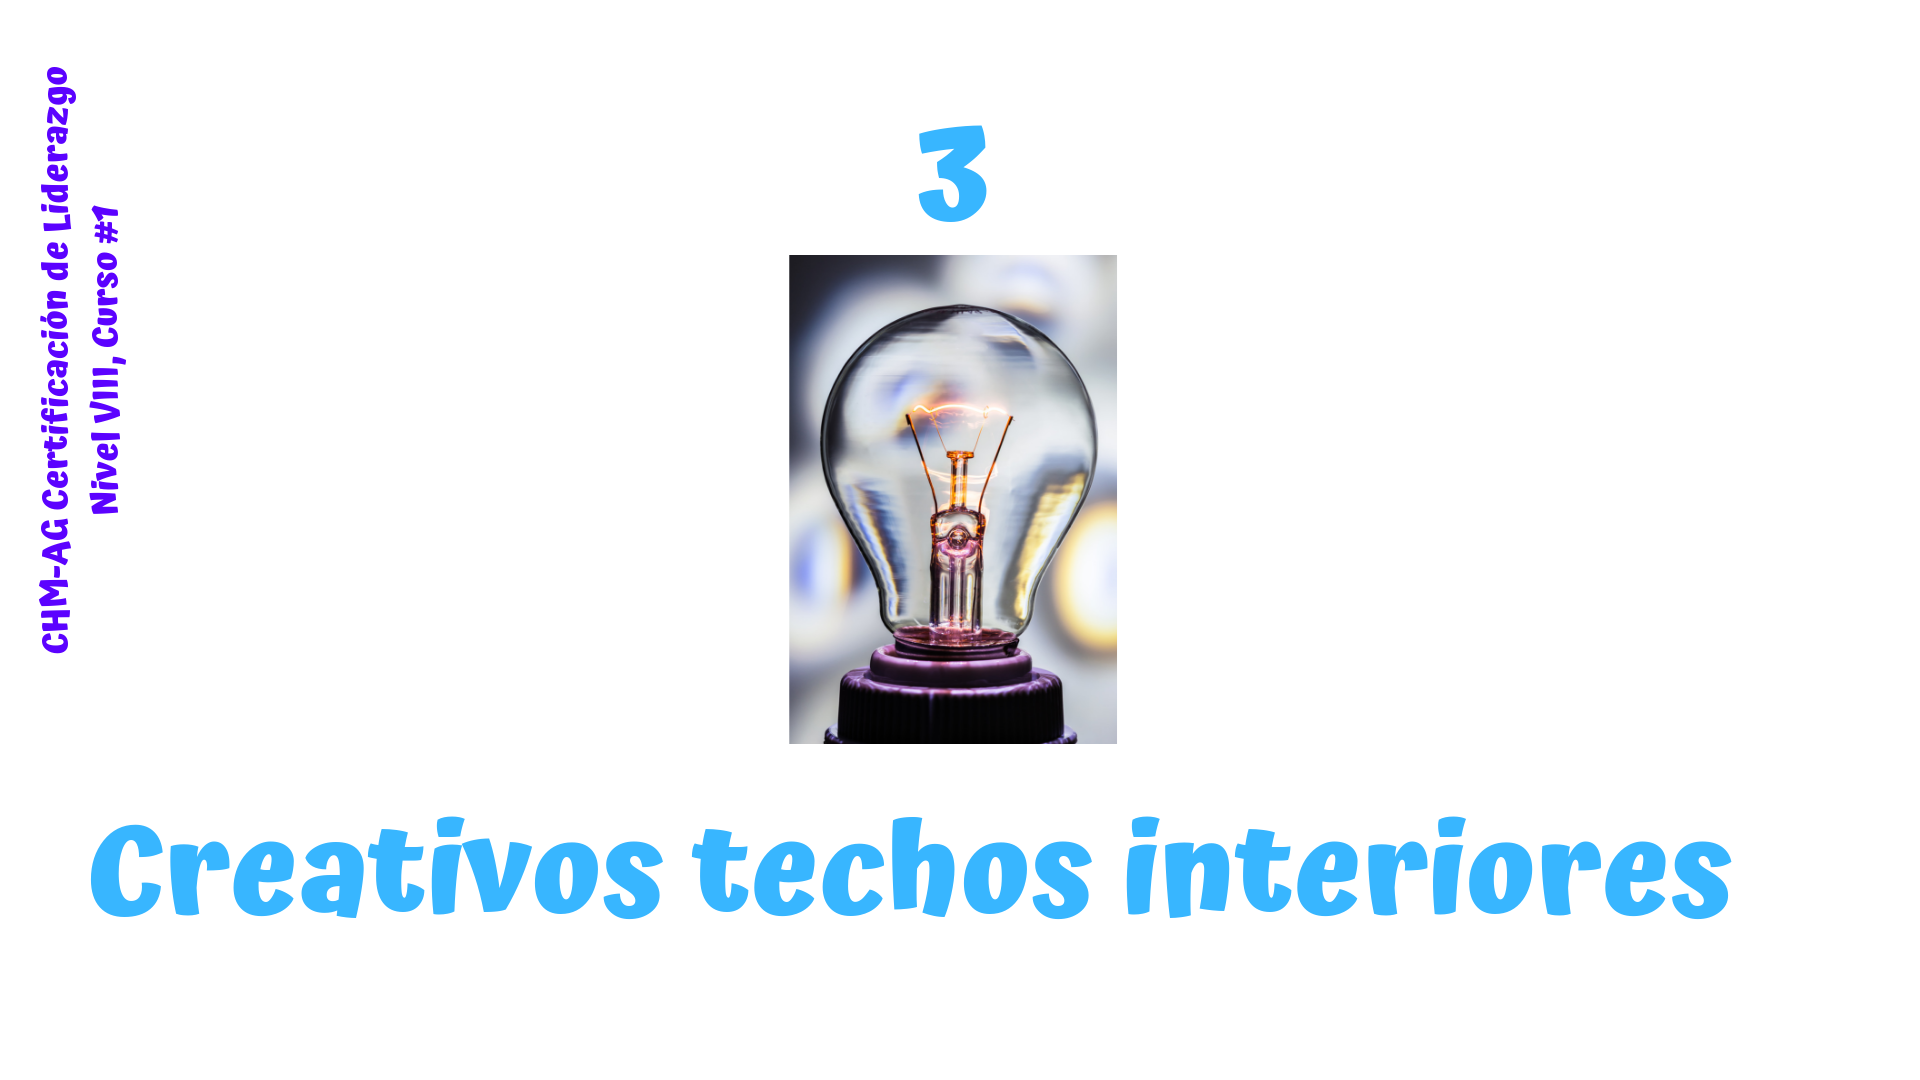 CHM-AG Certificación de Liderazgo
Nivel VIII, Curso #1
3
Creativos techos interiores